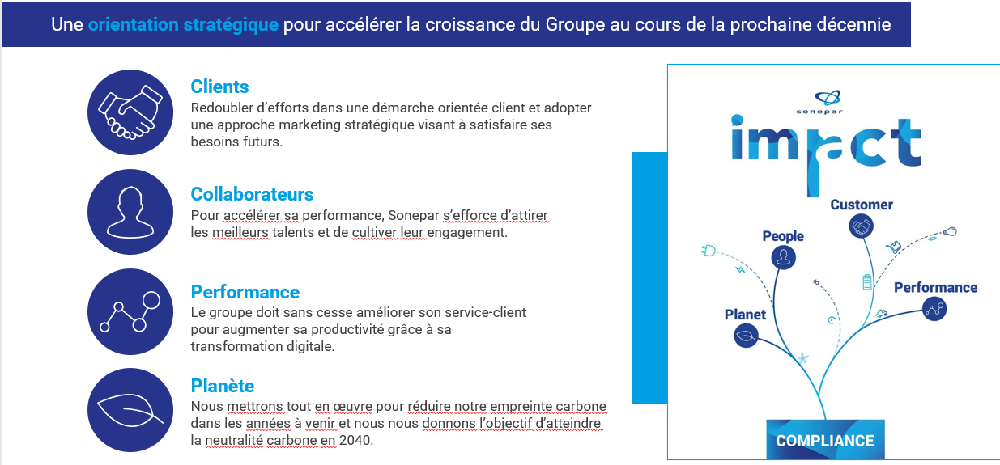 Une orientation stratégique pour accélérer la croissance du Groupe au cours de la prochaine décennie
Clients
Redoubler d’efforts dans une démarche orientée client et adopter
une approche marketing stratégique visant à satisfaire ses
besoins futurs.
Collaborateurs
Pour accélérer sa performance, Sonepar s’efforce d’attirer
les meilleurs talents et de cultiver leur engagement.
Performance
Le groupe doit sans cesse améliorer son service-client
pour augmenter sa productivité grâce à sa
transformation digitale.
Planète
Nous mettrons tout en œuvre pour réduire notre empreinte carbone
dans les années à venir et nous nous donnons l’objectif d’atteindre
la neutralité carbone en 2040.
sonepar
impact
Customer
People
Performance
Planet
COMPLIANCE